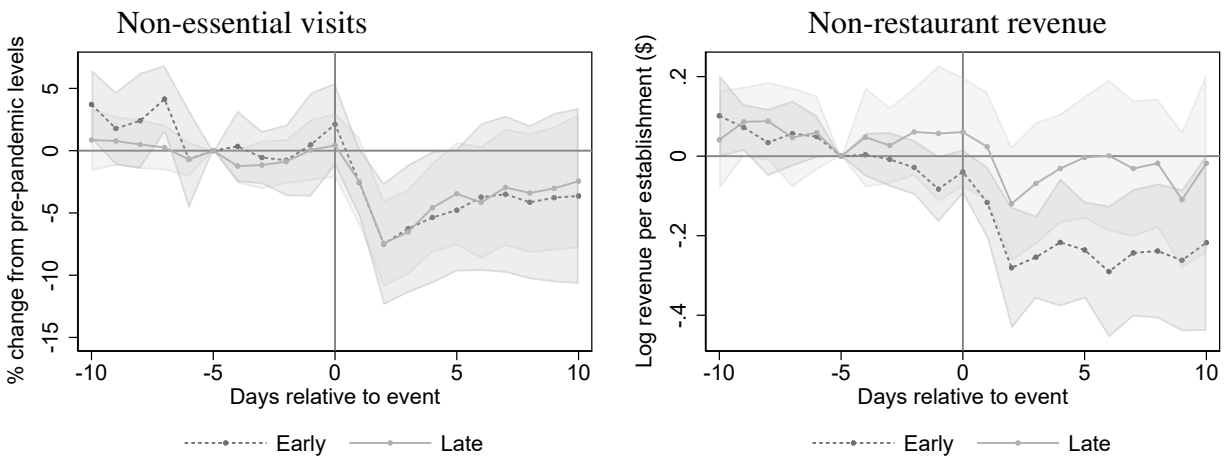 Non-essential visits
% change from pre-pandemic levels
5
0
-5
-10
-15
-10 -5 0 5 10
Days relative to event
Early Late
Non-restaurant revenue
Log revenue per establishment ($)
.2
0
-.2
-.4
-10 -5 0 5 10
Days relative to event
Early Late